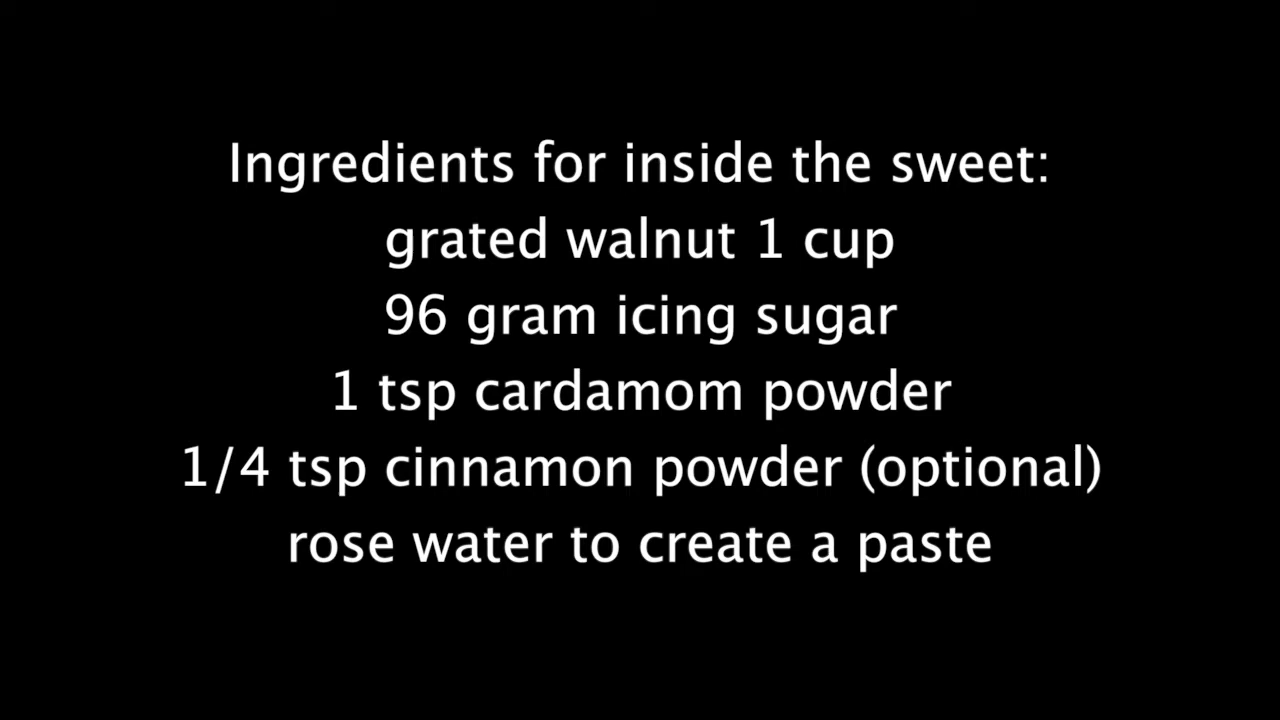 Ingredients for inside the sweet:
grated walnut 1 cup
96 gram icing sugar
1 tsp cardamom powder
1/4 tsp cinnamon powder (optional)
rose water to create a paste